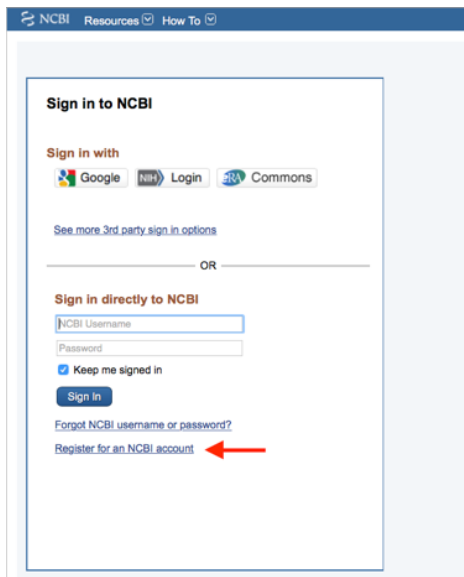 NCBI Resources How To
Sign in to NCBI
Sign in with
Google NIH Login eRA Commons
See more 3rd party sign in options
OR
Sign in directly to NCBI
NCBI Username
Password
Keep me signed in
Sign In
Forgot NCBI username or password?
Register for an NCBI account